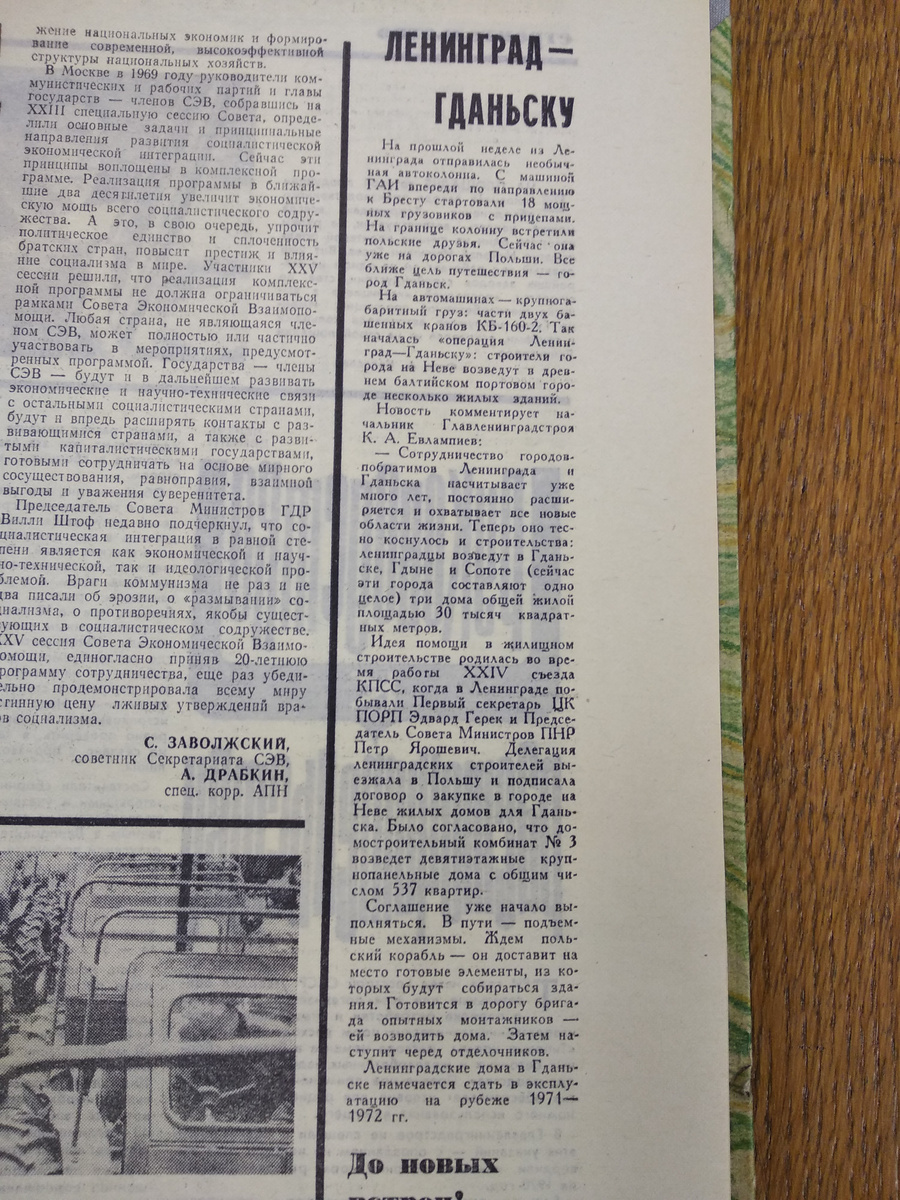 жение национальных экономик и формиро-
вание современной, высокоэффективной
структуры национальных хозяйств.
В Москве в 1969 году руководители ком-
мунистических и рабочих партий и главы
государств — членов СЭВ, собравшись на
XXIII специальную сессию Совета, опреде-
лили основные задачи и принципиальные
направления развития социалистической
экономической интеграции. Сейчас эти
принципы воплощены в комплексной про-
грамме. Реализация программы в ближай-
шие два десятилетия увеличит экономиче-
скую мощь всего социалистического содру-
жества. А это, в свою очередь, упрочит
политическое единство и сплоченность
братских стран, повысит престиж и влия-
ние социализма в мире. Участники XXV
сессии решили, что реализация комплекс-
ной программы не должна ограничиваться
рамками Совета Экономической Взаимопо-
мощи. Любая страна, не являющаяся чле-
ном СЭВ, может полностью или частично
участвовать в мероприятиях, предусмот-
ренных программой. Государства — члены
СЭВ — будут и в дальнейшем развивать
экономические и научно-технические связи
с остальными социалистическими странами,
будут и впредь расширять контакты с раз-
вивающимися странами, а также с разви-
тыми капиталистическими государствами,
готовыми сотрудничать на основе мирного
сосуществования, равноправия, взаимной
выгоды и уважения суверенитета.
Председатель Совета Министров ГДР
Вилли Штоф недавно подчеркнул, что со-
циалистическая интеграция в равной сте-
пени является как экономической и науч-
но-технической, так и идеологической про-
блемой. Враги коммунизма не раз и не
два писали об эрозии, о «размывании» со-
циализма, о противоречиях, якобы сущест-
вующих в социалистическом содружестве.
XXV сессия Совета Экономической Взаимо-
помощи, единогласно приняв 20-летнюю
рограмму сотрудничества, еще раз убеди-
ельно продемонстрировала всему миру
стинную цену лживых утверждений вра-
ов социализма.
С. ЗАВОЛЖСКИЙ,
советник Секретариата СЭВ,
А. ДРАБКИН,
спец. корр. АПН
ЛЕНИНГРАД —
ГДАНЬСКУ
На прошлой неделе из Ле-
нинграда отправилась необыч-
ная автоколонна. С машиной
ГАИ впереди по направлению
к Бресту стартовали 18 мощ-
ных грузовиков с прицепами.
На границе колонну встретили
польские друзья. Сейчас она
уже на дорогах Польши. Все
ближе цель путешествия — го-
род Гданьск.
На автомашинах — крупнога-
баритный груз: части двух ба-
шенных кранов КБ-160-2. Так
началась «операция Ленин-
град—Гданьску»: строители го-
рода на Неве возведут в древ-
нем балтийском портовом горо-
де несколько жилых зданий.
Новость комментирует на-
чальник Главленинградстроя
К. А. Евлампиев:
— Сотрудничество городов-
побратимов Ленинграда и
Гданьска насчитывает уже
много лет, постоянно расши-
ряется и охватывает все новые
области жизни. Теперь оно тес-
но коснулось и строительства:
ленинградцы возведут в Гдань-
ске, Гдыне и Сопоте (сейчас
эти города составляют одно
целое) три дома общей жилой
площадью 30 тысяч квадрат-
ных метров.
Идея помощи в жилищном
строительстве родилась во вре-
мя работы XXIV съезда
КПСС, когда в Ленинграде по-
бывали Первый секретарь ЦК
ПОРП Эдвард Герек и Предсе-
датель Совета Министров ПНР
Петр Ярошевич. Делегация
ленинградских строителей вы-
езжала в Польшу и подписала
договор о закупке в городе на
Неве жилых домов для Гдань-
ска. Было согласовано, что до-
мостроительный комбинат № 3
возведет девятиэтажные круп-
нопанельные дома с общим чи-
слом 537 квартир.
Соглашение уже начало вы-
полняться. В пути — подъем-
ные механизмы. Ждем поль-
ский корабль — он доставит на
место готовые элементы, из ко-
торых будут собираться зда-
ния. Готовится в дорогу брига-
да опытных монтажников —
ей возводить дома. Затем на-
ступит черед отделочников.
Ленинградские дома в Гдань-
ске намечается сдать в эксплу-
атацию на рубеже 1971—
1972 гг.
До новых
встреч!